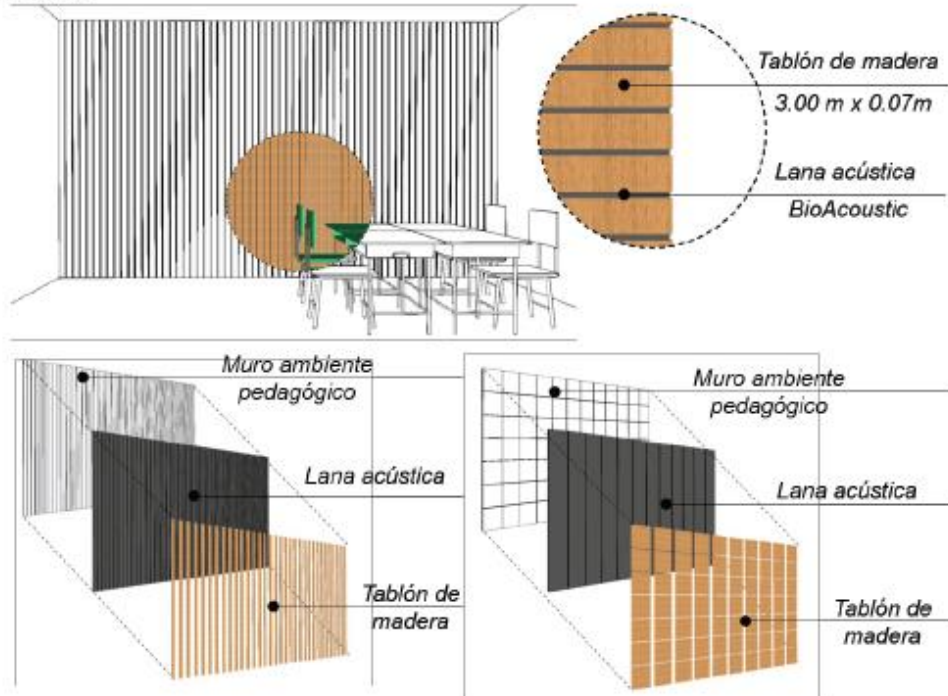 Tablón de madera
3.00 m x 0.07m
Lana acústica
BioAcoustic
Muro ambiente
pedagógico
Lana acústica
Tablón de
madera
Muro ambiente
pedagógico
Lana acústica
Tablón de
madera